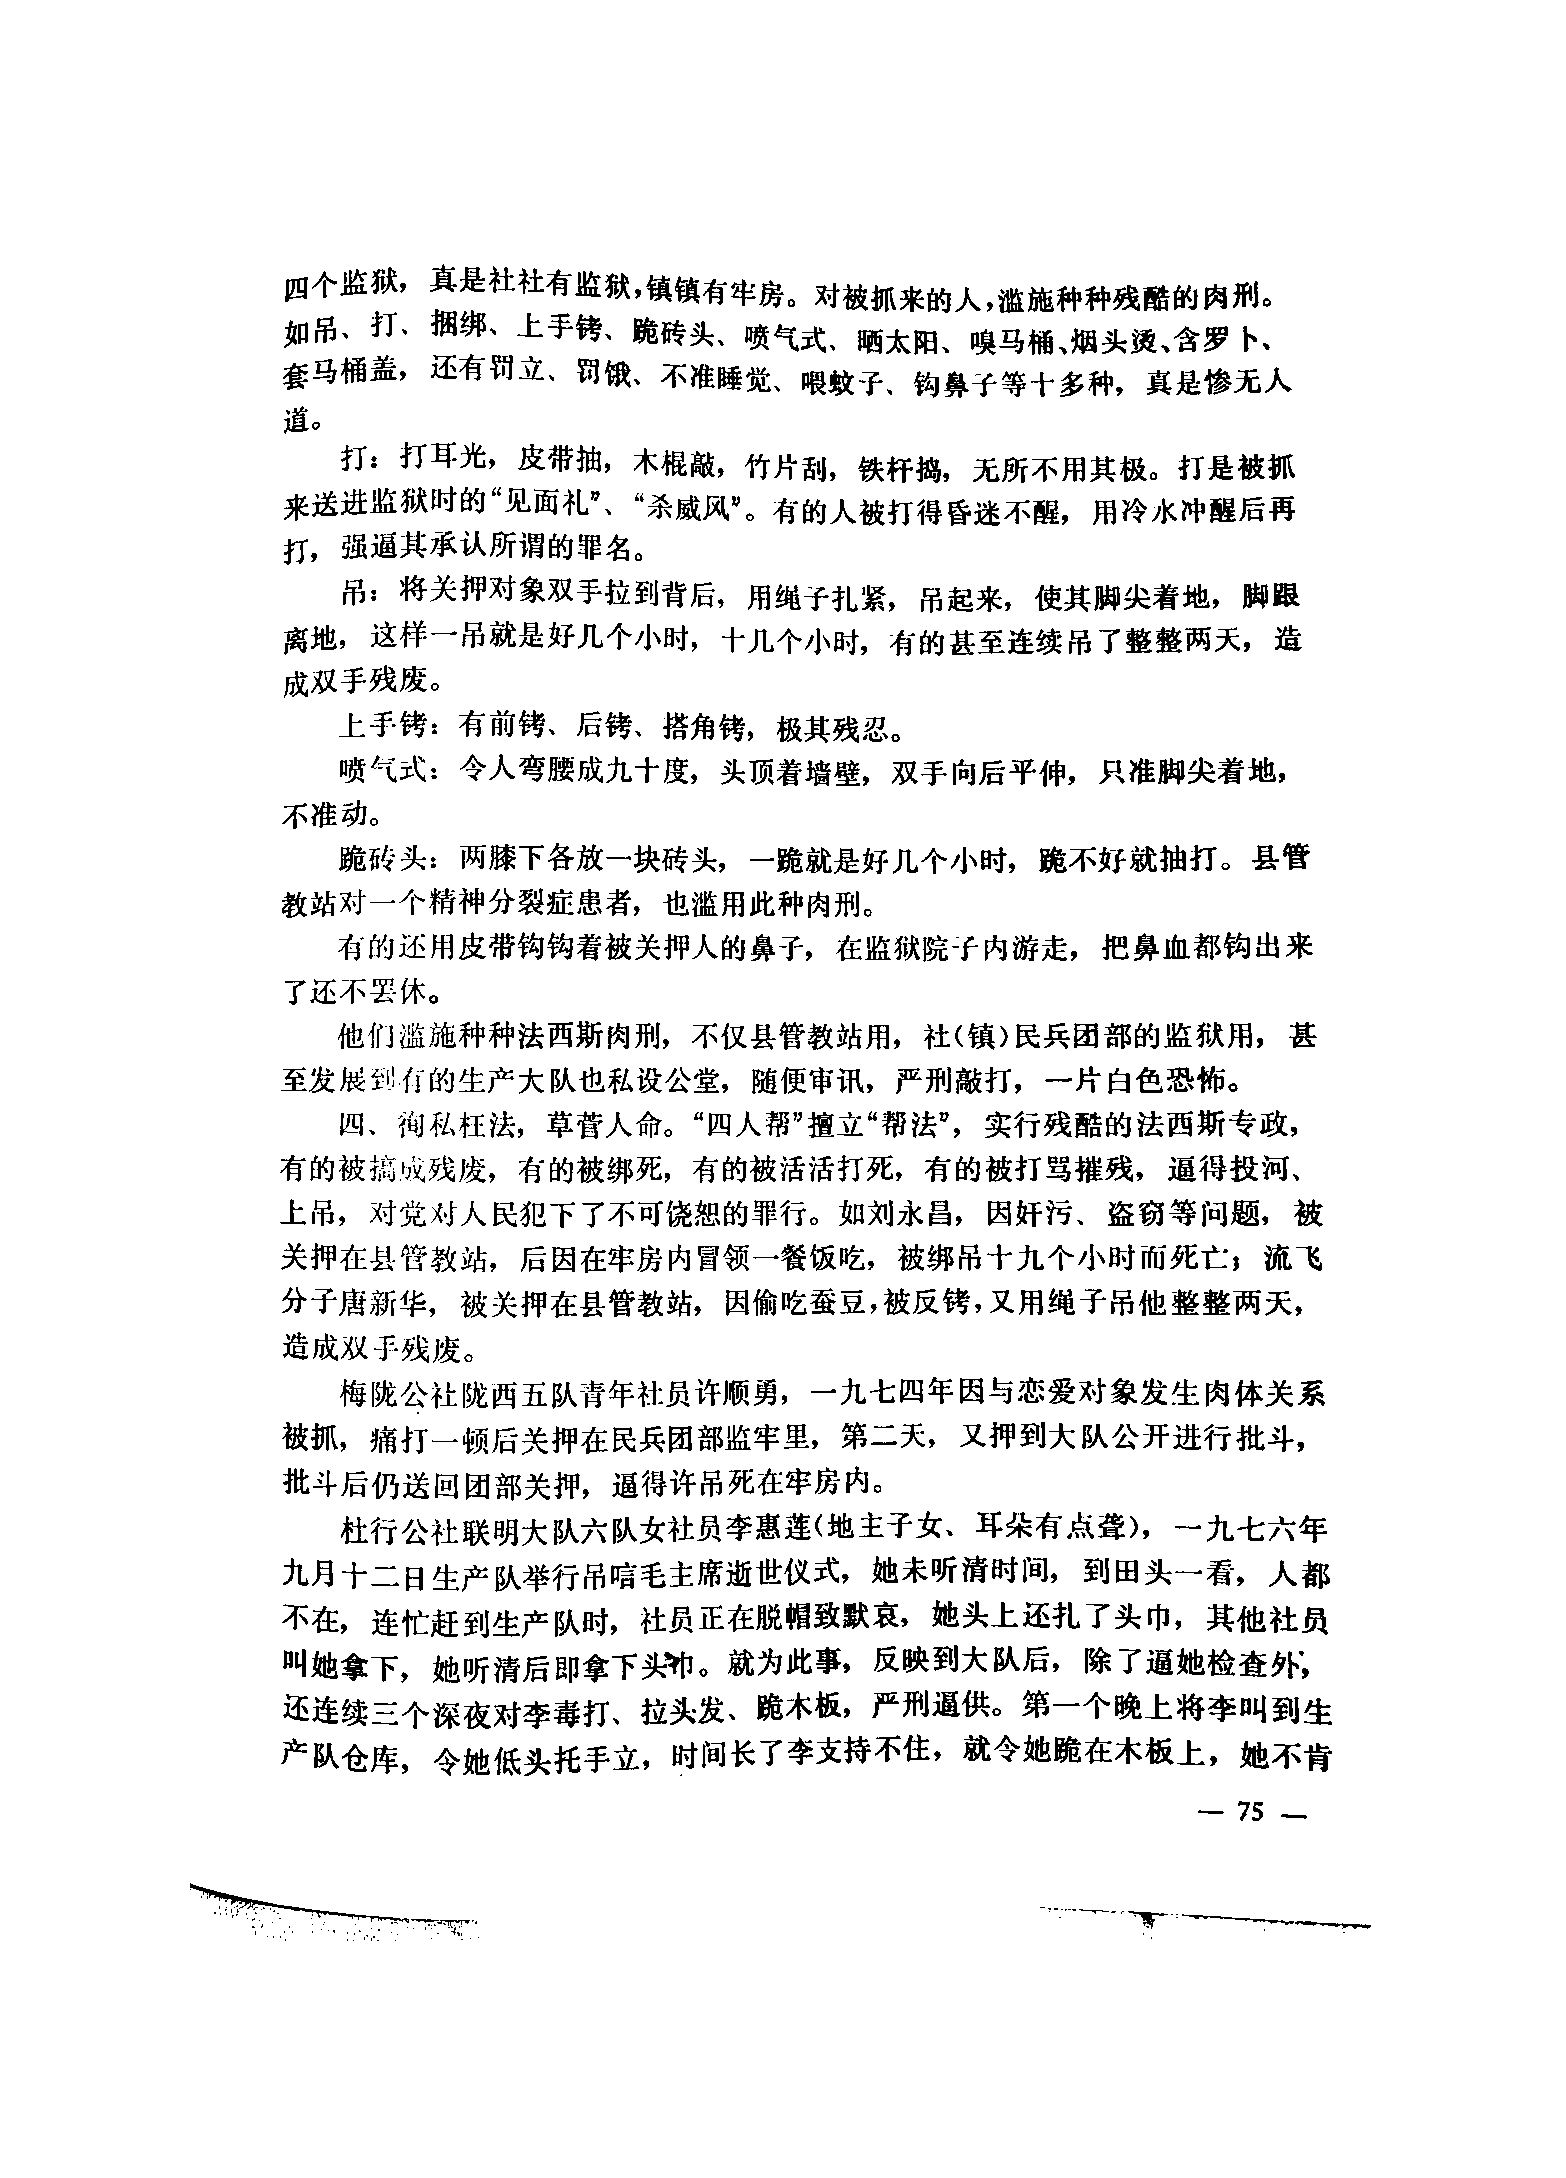 四个监狱，真是社社有监狱，镇镇有牢房。对被抓来的人，滥施种种残酷的肉刑。
如吊、打、捆绑、上手铐、跪砖头、喷气式、晒太阳、嗅马桶、烟头烫、含罗卜、
套马桶盖，还有罚立、罚饿、不准睡觉、喂蚊子、钩鼻子等十多种，真是惨无人
道。
打：打耳光，皮带抽，木棍敲，竹片刮，铁杆捣，无所不用其极。打是被抓
来送进监狱时的“见面礼”、“杀威风”。有的人被打得昏迷不醒，用冷水冲醒后再
打，强逼其承认所谓的罪名。
吊：将关押对象双手拉到背后，用绳子扎紧，吊起来，使其脚尖着地，脚跟
离地，这样一吊就是好几个小时，十几个小时，有的甚至连续吊了整整两天，造
成双手残废。
上手铐：有前铐、后铐、搭角铐，极其残忍。
喷气式：令人弯腰成九十度，头顶着墙壁，双手向后平伸，只准脚尖着地，
不准动。
跪砖头：两膝下各放一块砖头，一跪就是好几个小时，跪不好就抽打。县管
教站对一个精神分裂症患者，也滥用此种肉刑。
有的还用皮带钩钩着被关押人的鼻子，在监狱院子内游走，把鼻血都钩出来
了还不罢休。
他们滥施种种法西斯肉刑，不仅县管教站用，社(镇)民兵团部的监狱用，甚
至发展到有的生产大队也私设公堂，随便审讯，严刑敲打，一片白色恐怖。
四、徇私枉法，草菅人命。“四人帮”擅立“帮法”，实行残酷的法西斯专政，
有的被搞成残废，有的被绑死，有的被活活打死，有的被打骂摧残，逼得投河、
上吊，对党对人民犯下了不可饶恕的罪行。如刘永昌，因奸污、盗窃等问题，被
关押在县管教站，后因在牢房内冒领一餐饭吃，被绑吊十九个小时而死亡；流飞
分子唐新华，被关押在县管教站，因偷吃蚕豆，被反铐，又用绳子吊他整整两天，
造成双手残废。
梅陇公社陇西五队青年社员许顺勇，一九七四年因与恋爱对象发生肉体关系
被抓，痛打一顿后关押在民兵团部监牢里，第二天，又押到大队公开进行批斗，
批斗后仍送回团部关押，逼得许吊死在牢房内。
杜行公社联明大队六队女社员李惠莲(地主子女、耳朵有点聋)，一九七六年
九月十二日生产队举行吊唁毛主席逝世仪式，她未听清时间，到田头一看，人都
不在，连忙赶到生产队时，社员正在脱帽致默哀，她头上还扎了头巾，其他社员
叫她拿下，她听清后即拿下头巾。就为此事，反映到大队后，除了逼她检查外，
还连续三个深夜对李毒打、拉头发、跪木板，严刑逼供。第一个晚上将李叫到生
产队仓库，令她低头托手立，时间长了李支持不住，就令她跪在木板上，她不肯
— 75 —